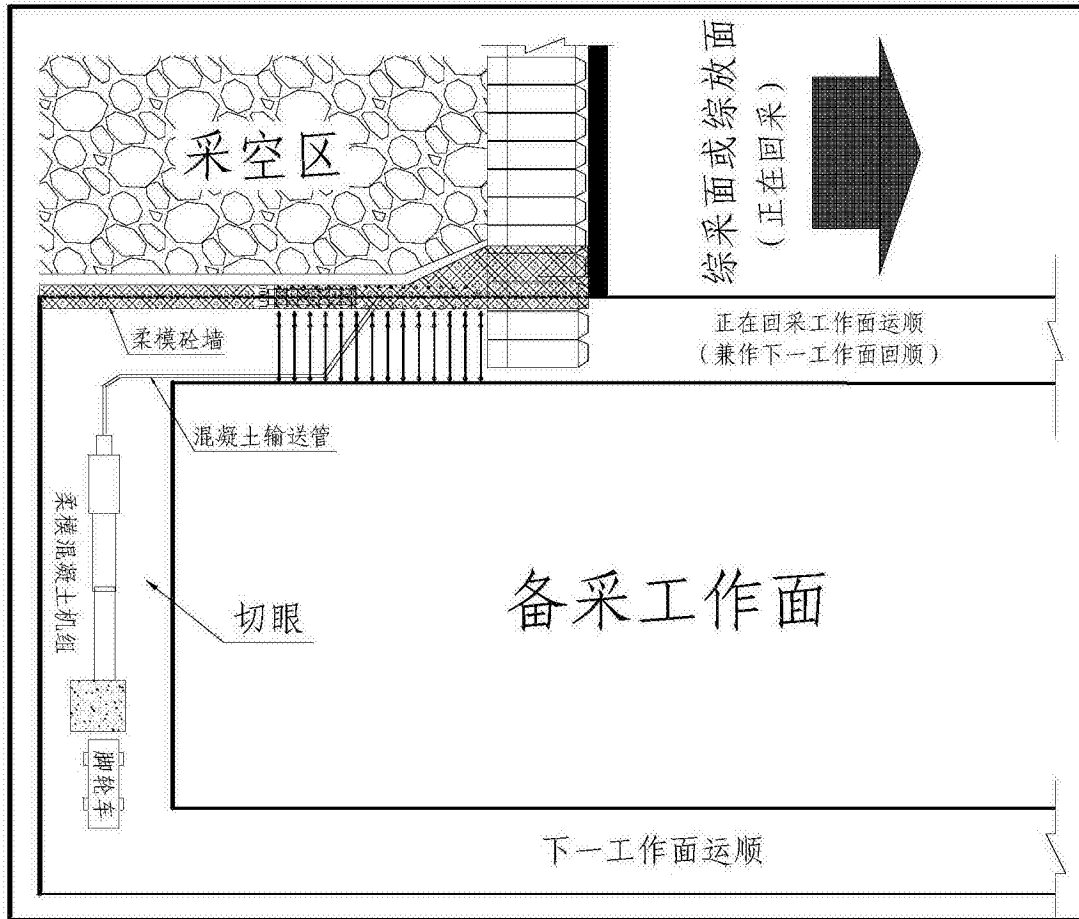 采空区
综采面或综放面
(正在回采)
正在回采工作面运顺
(兼作下一工作面回顺)
柔模砼墙
混凝土输送管
柔模混凝土机组
切眼
备采工作面
脚轮车
下一工作面运顺